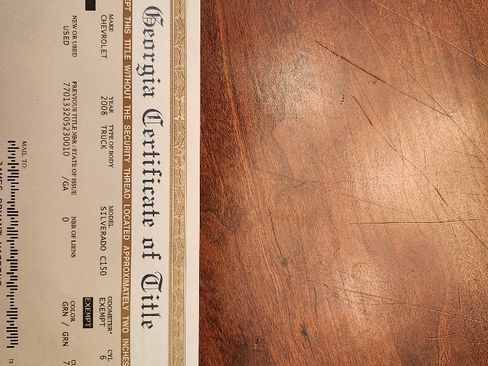 Georgia Certificate of Title
PT THIS TITLE WITHOUT THE SECURITY THREAD LOCATED APPROXIMATELY TWO INCHES
MAKE YEAR TYPE OF BODY MODEL ODOMETER* CYL
CHEVROLET 2008 TRUCK SILVERADO C150 EXEMPT 6
EXEMPT
NEW OR USED PREVIOUS TITLE NBR/STATE OF ISSUE NBR OF LIENS COLOR
USED 770133205230010 /GA 0 GRN / GRN
MAIL TO: